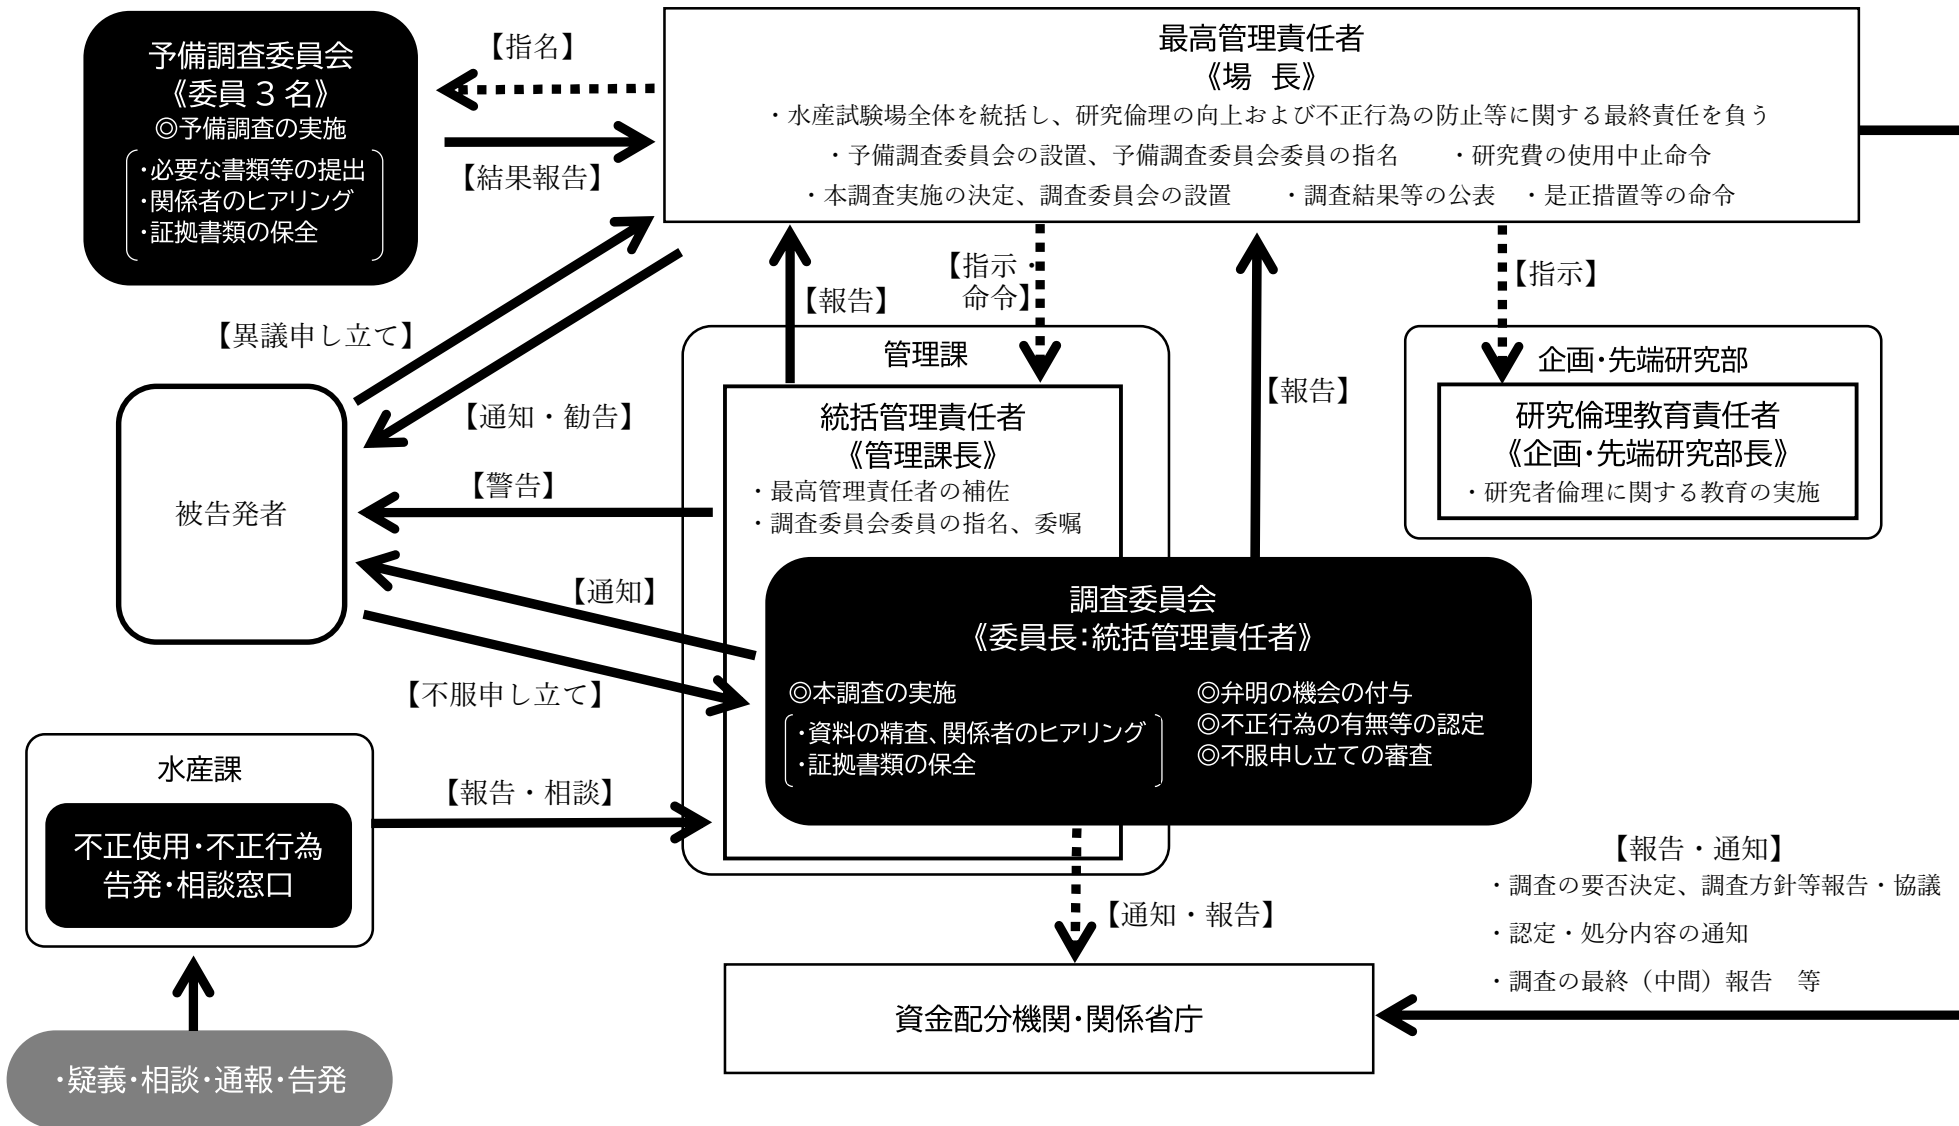 予備調査委員会
《委員３名》
◎予備調査の実施
・必要な書類等の提出
・関係者のヒアリング
・証拠書類の保全
【指名】
【結果報告】
最高管理責任者
《場　長》
・水産試験場全体を統括し、研究倫理の向上および不正行為の防止等に関する最終責任を負う
・予備調査委員会の設置、予備調査委員会委員の指名　　・研究費の使用中止命令
・本調査実施の決定、調査委員会の設置　　・調査結果等の公表　・是正措置等の命令
【異議申し立て】
【通知・勧告】
【報告】
【指示・
命令】
【報告】
【指示】
管理課
統括管理責任者
《管理課長》
・最高管理責任者の補佐
・調査委員会委員の指名、委嘱
企画・先端研究部
研究倫理教育責任者
《企画・先端研究部長》
・研究者倫理に関する教育の実施
被告発者
【警告】
【通知】
【不服申し立て】
調査委員会
《委員長：統括管理責任者》
◎本調査の実施
・資料の精査、関係者のヒアリング
・証拠書類の保全
◎弁明の機会の付与
◎不正行為の有無等の認定
◎不服申し立ての審査
水産課
不正使用・不正行為
告発・相談窓口
【報告・相談】
・疑義・相談・通報・告発
【通知・報告】
資金配分機関・関係省庁
【報告・通知】
・調査の要否決定、調査方針等報告・協議
・認定・処分内容の通知
・調査の最終（中間）報告　等